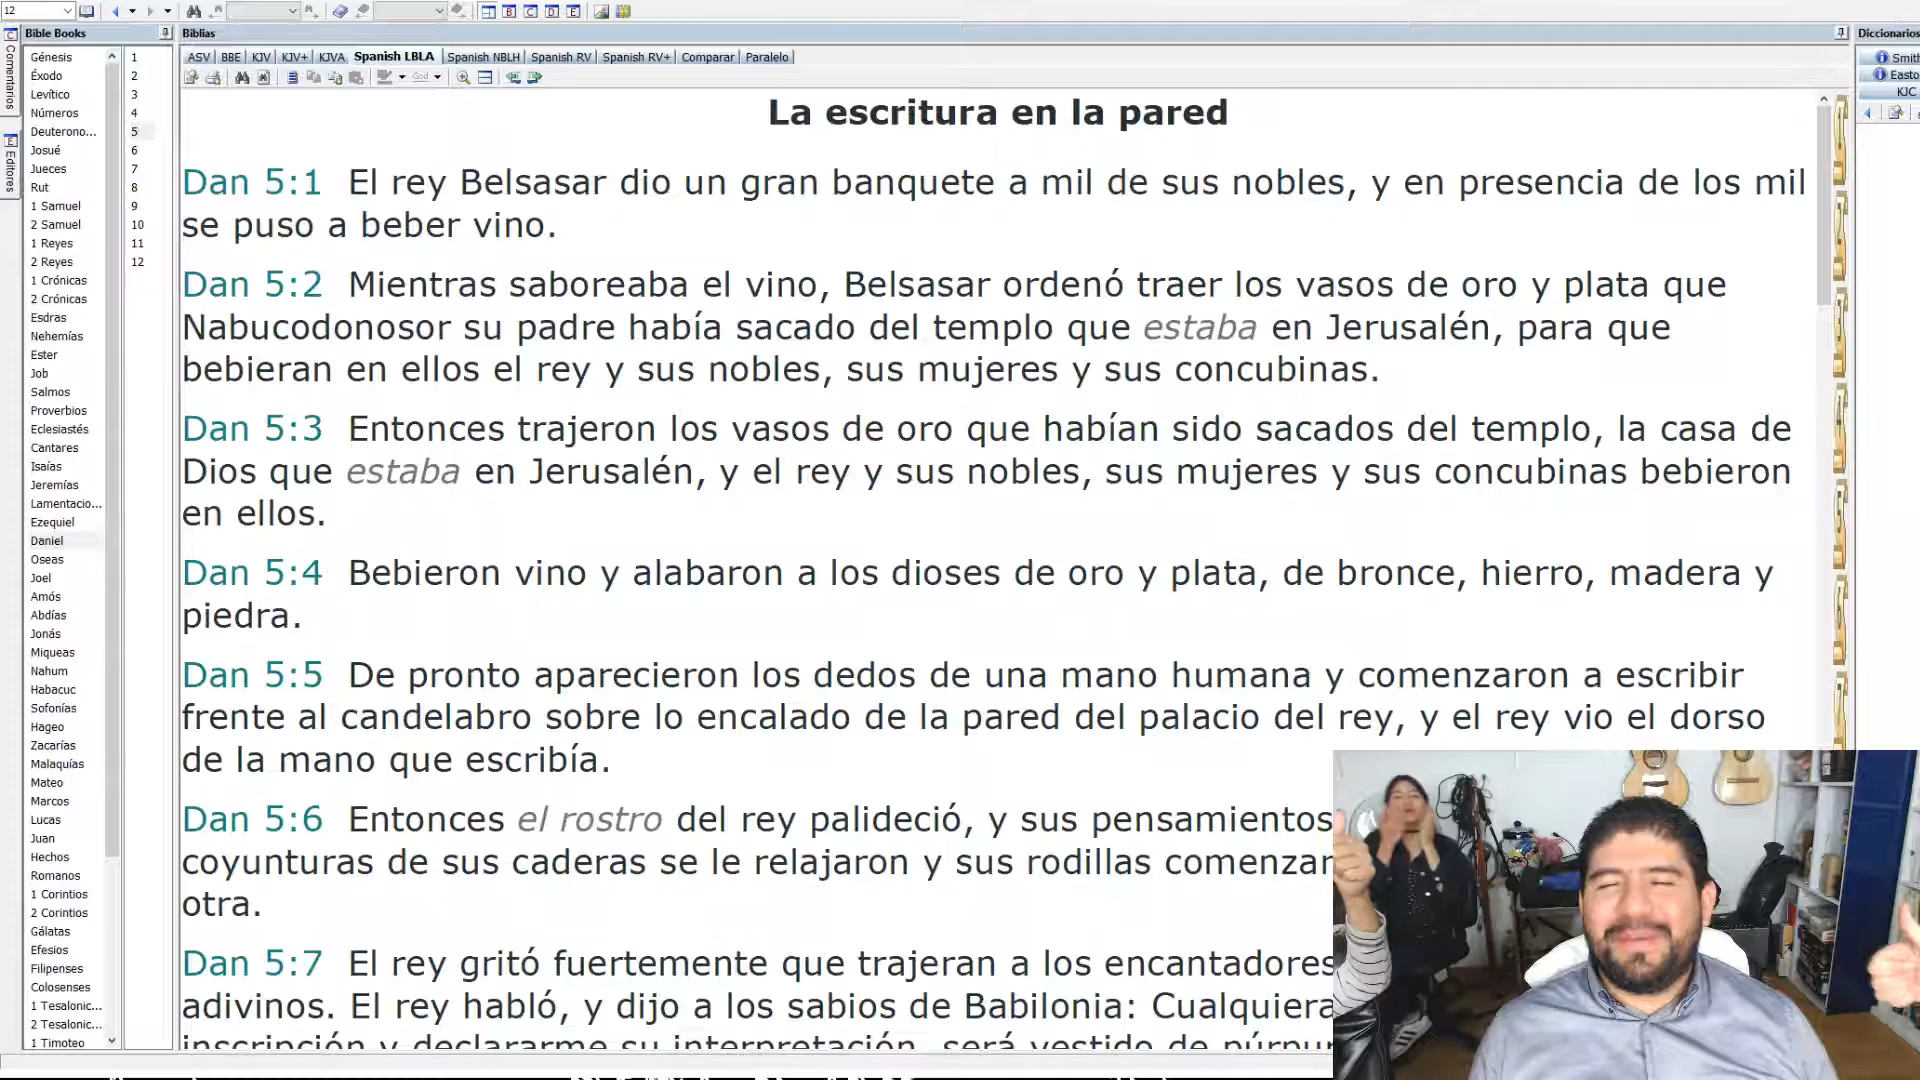 12
Bible Books
Biblias
Diccionarios
Comentarios
Editores
ASV BBE KJV KJV+ KJVA Spanish LBLA Spanish NBLH Spanish RV Spanish RV+ Comparar Paralelo
Smith
Easto
KJC
Génesis
Éxodo
Levítico
Números
Deuterono...
Josué
Jueces
Rut
1 Samuel
2 Samuel
1 Reyes
2 Reyes
1 Crónicas
2 Crónicas
Esdras
Nehemías
Ester
Job
Salmos
Proverbios
Eclesiastés
Cantares
Isaías
Jeremías
Lamentacio...
Ezequiel
Daniel
Oseas
Joel
Amós
Abdías
Jonás
Miqueas
Nahum
Habacuc
Sofonías
Hageo
Zacarías
Malaquías
Mateo
Marcos
Lucas
Juan
Hechos
Romanos
1 Corintios
2 Corintios
Gálatas
Efesios
Filipenses
Colosenses
1 Tesalonic...
2 Tesalonic...
1 Timoteo
1
2
3
4
5
6
7
8
9
10
11
12
La escritura en la pared
Dan 5:1 El rey Belsasar dio un gran banquete a mil de sus nobles, y en presencia de los mil
se puso a beber vino.
Dan 5:2 Mientras saboreaba el vino, Belsasar ordenó traer los vasos de oro y plata que
Nabucodonosor su padre había sacado del templo que estaba en Jerusalén, para que
bebieran en ellos el rey y sus nobles, sus mujeres y sus concubinas.
Dan 5:3 Entonces trajeron los vasos de oro que habían sido sacados del templo, la casa de
Dios que estaba en Jerusalén, y el rey y sus nobles, sus mujeres y sus concubinas bebieron
en ellos.
Dan 5:4 Bebieron vino y alabaron a los dioses de oro y plata, de bronce, hierro, madera y
piedra.
Dan 5:5 De pronto aparecieron los dedos de una mano humana y comenzaron a escribir
frente al candelabro sobre lo encalado de la pared del palacio del rey, y el rey vio el dorso
de la mano que escribía.
Dan 5:6 Entonces el rostro del rey palideció, y sus pensamientos
coyunturas de sus caderas se le relajaron y sus rodillas comenzar
otra.
Dan 5:7 El rey gritó fuertemente que trajeran a los encantadores
adivinos. El rey habló, y dijo a los sabios de Babilonia: Cualquiera
inscripción y declararme su interpretación, será vestido de púrpur